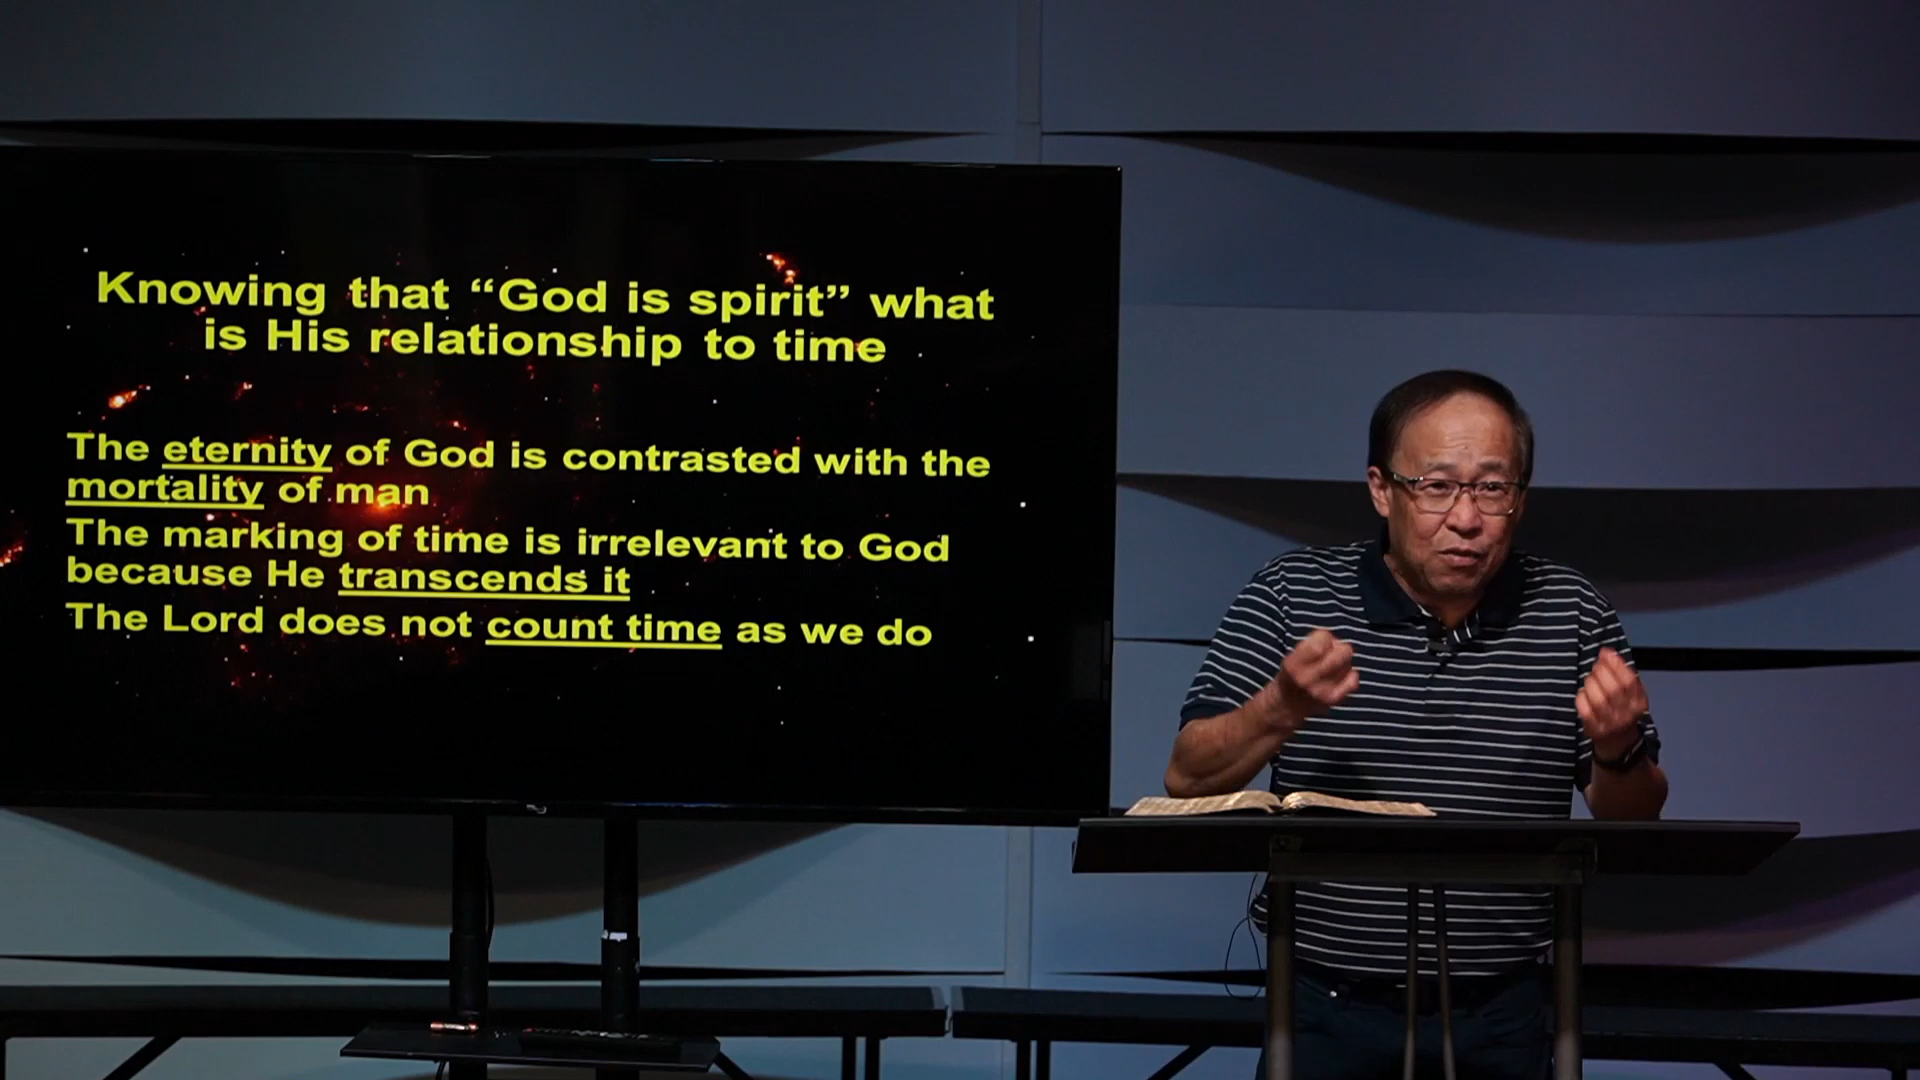 Knowing that “God is spirit” what
is His relationship to time
The eternity of God is contrasted with the
mortality of man
The marking of time is irrelevant to God
because He transcends it
The Lord does not count time as we do